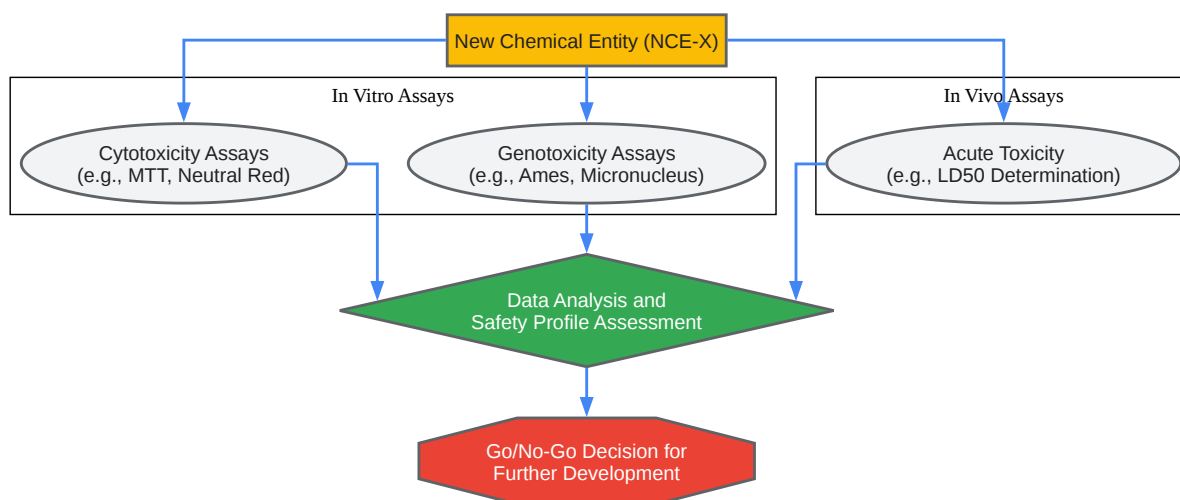 New Chemical Entity (NCE-X)
In Vitro Assays
In Vivo Assays
Cytotoxicity Assays
(e.g., MTT, Neutral Red)
Genotoxicity Assays
(e.g., Ames, Micronucleus)
Acute Toxicity
(e.g., LD50 Determination)
Data Analysis and
Safety Profile Assessment
Go/No-Go Decision for
Further Development